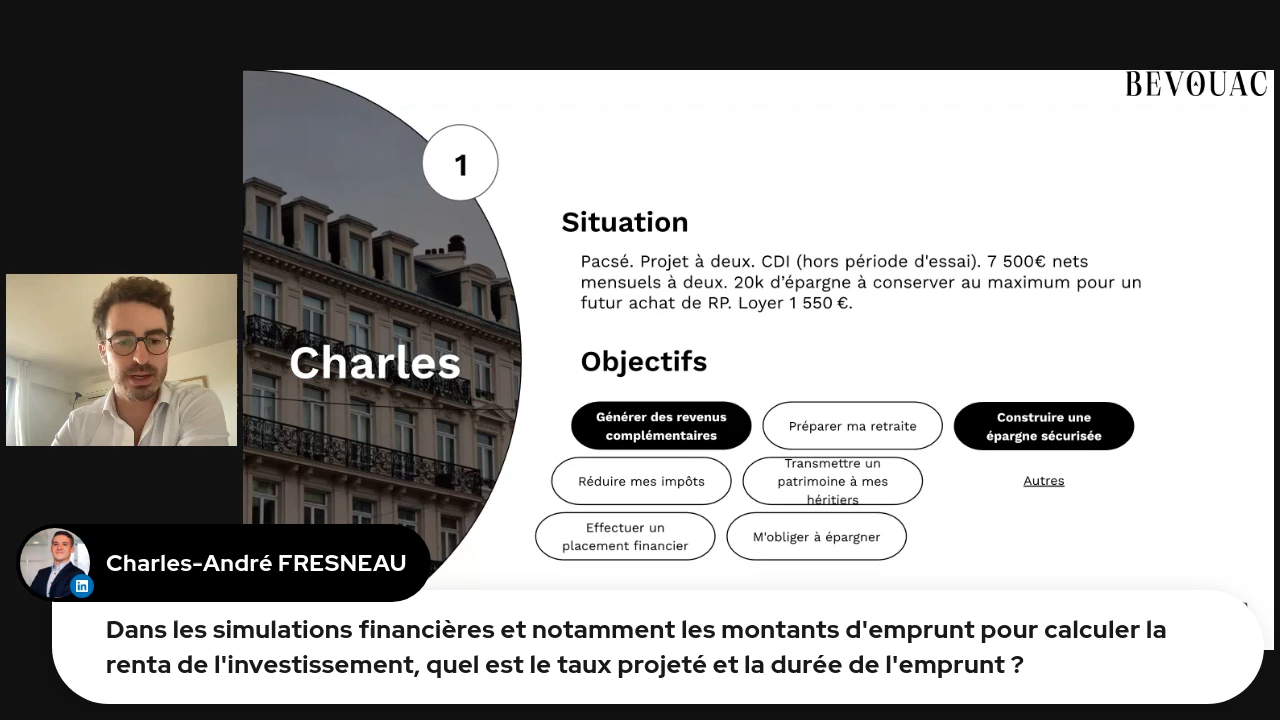 BEVOUAC
1
Charles
Situation
Pacsé. Projet à deux. CDI (hors période d'essai). 7 500€ nets
mensuels à deux. 20k d'épargne à conserver au maximum pour un
futur achat de RP. Loyer 1 550 €.
Objectifs
Générer des revenus
complémentaires
Préparer ma retraite
Construire une
épargne sécurisée
Réduire mes impôts
Transmettre un
patrimoine à mes
héritiers
Autres
Effectuer un
placement financier
M'obliger à épargner
Charles-André FRESNEAU
in
Dans les simulations financières et notamment les montants d'emprunt pour calculer la
renta de l'investissement, quel est le taux projeté et la durée de l'emprunt ?